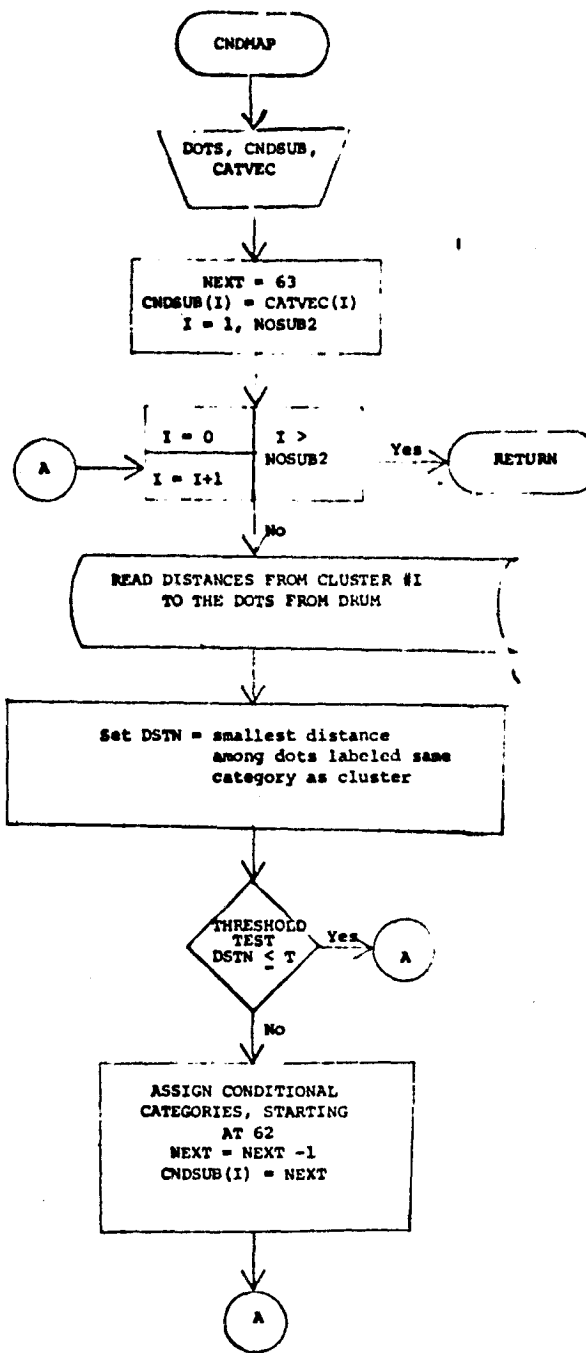 CNDMAP
DOTS, CNDSUB,
CATVEC
NEXT = 63
CNDSUB(I) = CATVEC(I)
I = 1, NOSUB2
I = 0
I = I+1
I >
NOSUB2
Yes
RETURN
A
No
READ DISTANCES FROM CLUSTER #I
TO THE DOTS FROM DRUM
Set DSTN = smallest distance
among dots labeled same
category as cluster
THRESHOLD
TEST
DSTN ≤ T
Yes
A
No
ASSIGN CONDITIONAL
CATEGORIES, STARTING
AT 62
NEXT = NEXT -1
CNDSUB(I) = NEXT
A